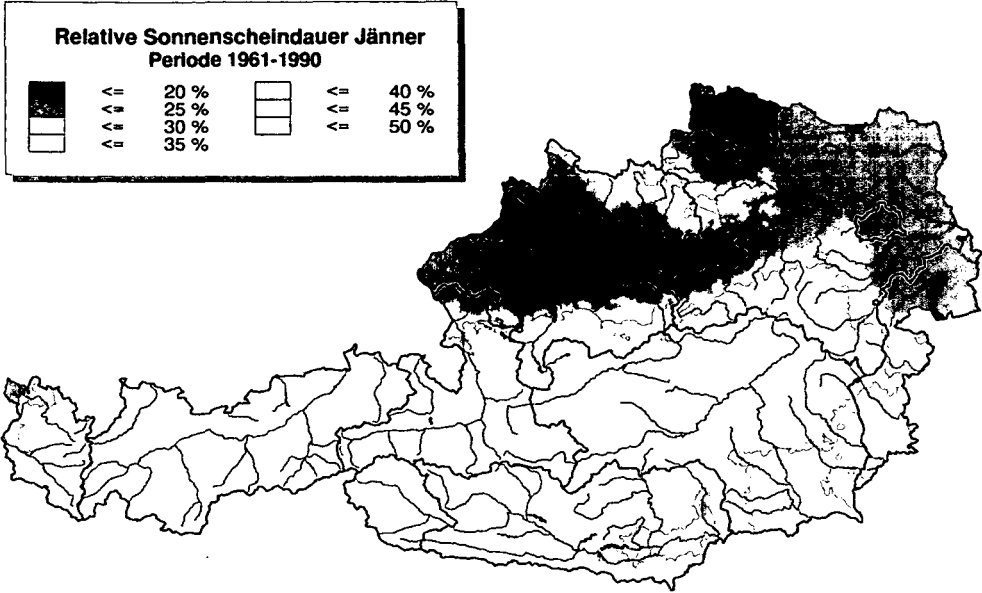 Relative Sonnenscheindauer Jänner
Periode 1961-1990
<= 20 % <= 40 %
<= 25 % <= 45 %
<= 30 % <= 50 %
<= 35 %